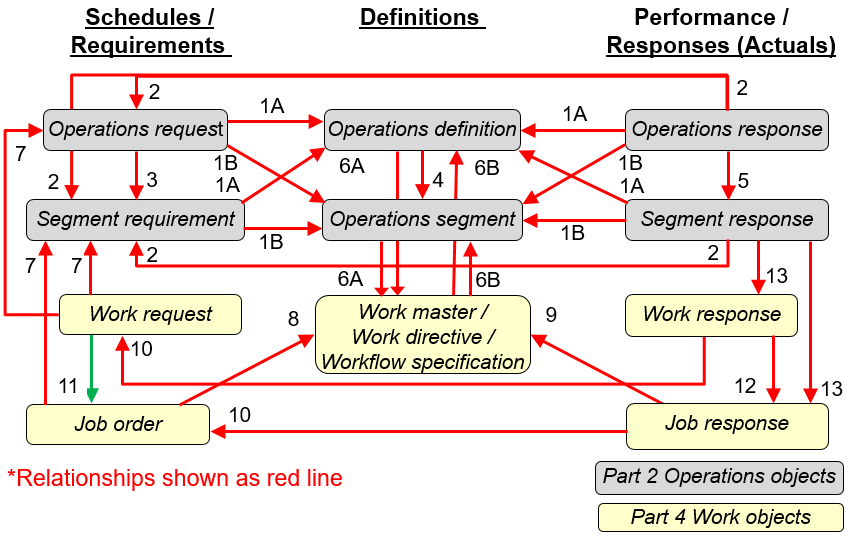 Schedules / Definitions Performance /
Requirements Responses (Actuals)
2 2
1A 1A
Operations request Operations definition Operations response
7 1B 6A 6B 1B
2 3 1A 4 1A 5
Segment requirement Operations segment Segment response
1B 1B
7 7 2 2
6A 6B 13
Work request 8 Work master / 9 Work response
Work directive /
10 Workflow specification
11 12 13
Job order 10 Job response
*Relationships shown as red line
Part 2 Operations objects
Part 4 Work objects